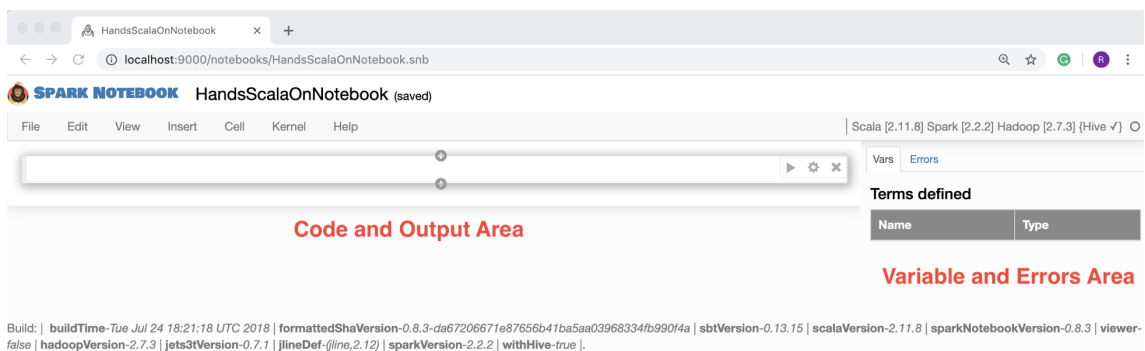 HandsScalaOnNotebook
localhost:9000/notebooks/HandsScalaOnNotebook.snb
R
SPARK NOTEBOOK HandsScalaOnNotebook (saved)
File Edit View Insert Cell Kernel Help Scala [2.11.8] Spark [2.2.2] Hadoop [2.7.3] {Hive ✓}
Vars Errors
Terms defined
Name Type
Code and Output Area
Variable and Errors Area
Build: | buildTime-Tue Jul 24 18:21:18 UTC 2018 | formattedShaVersion-0.8.3-da67206671e87656b41ba5aa03968334fb990f4a | sbtVersion-0.13.15 | scalaVersion-2.11.8 | sparkNotebookVersion-0.8.3 | viewer-
false | hadoopVersion-2.7.3 | jets3tVersion-0.7.1 | jlineDef-(jline,2.12) | sparkVersion-2.2.2 | withHive-true |.